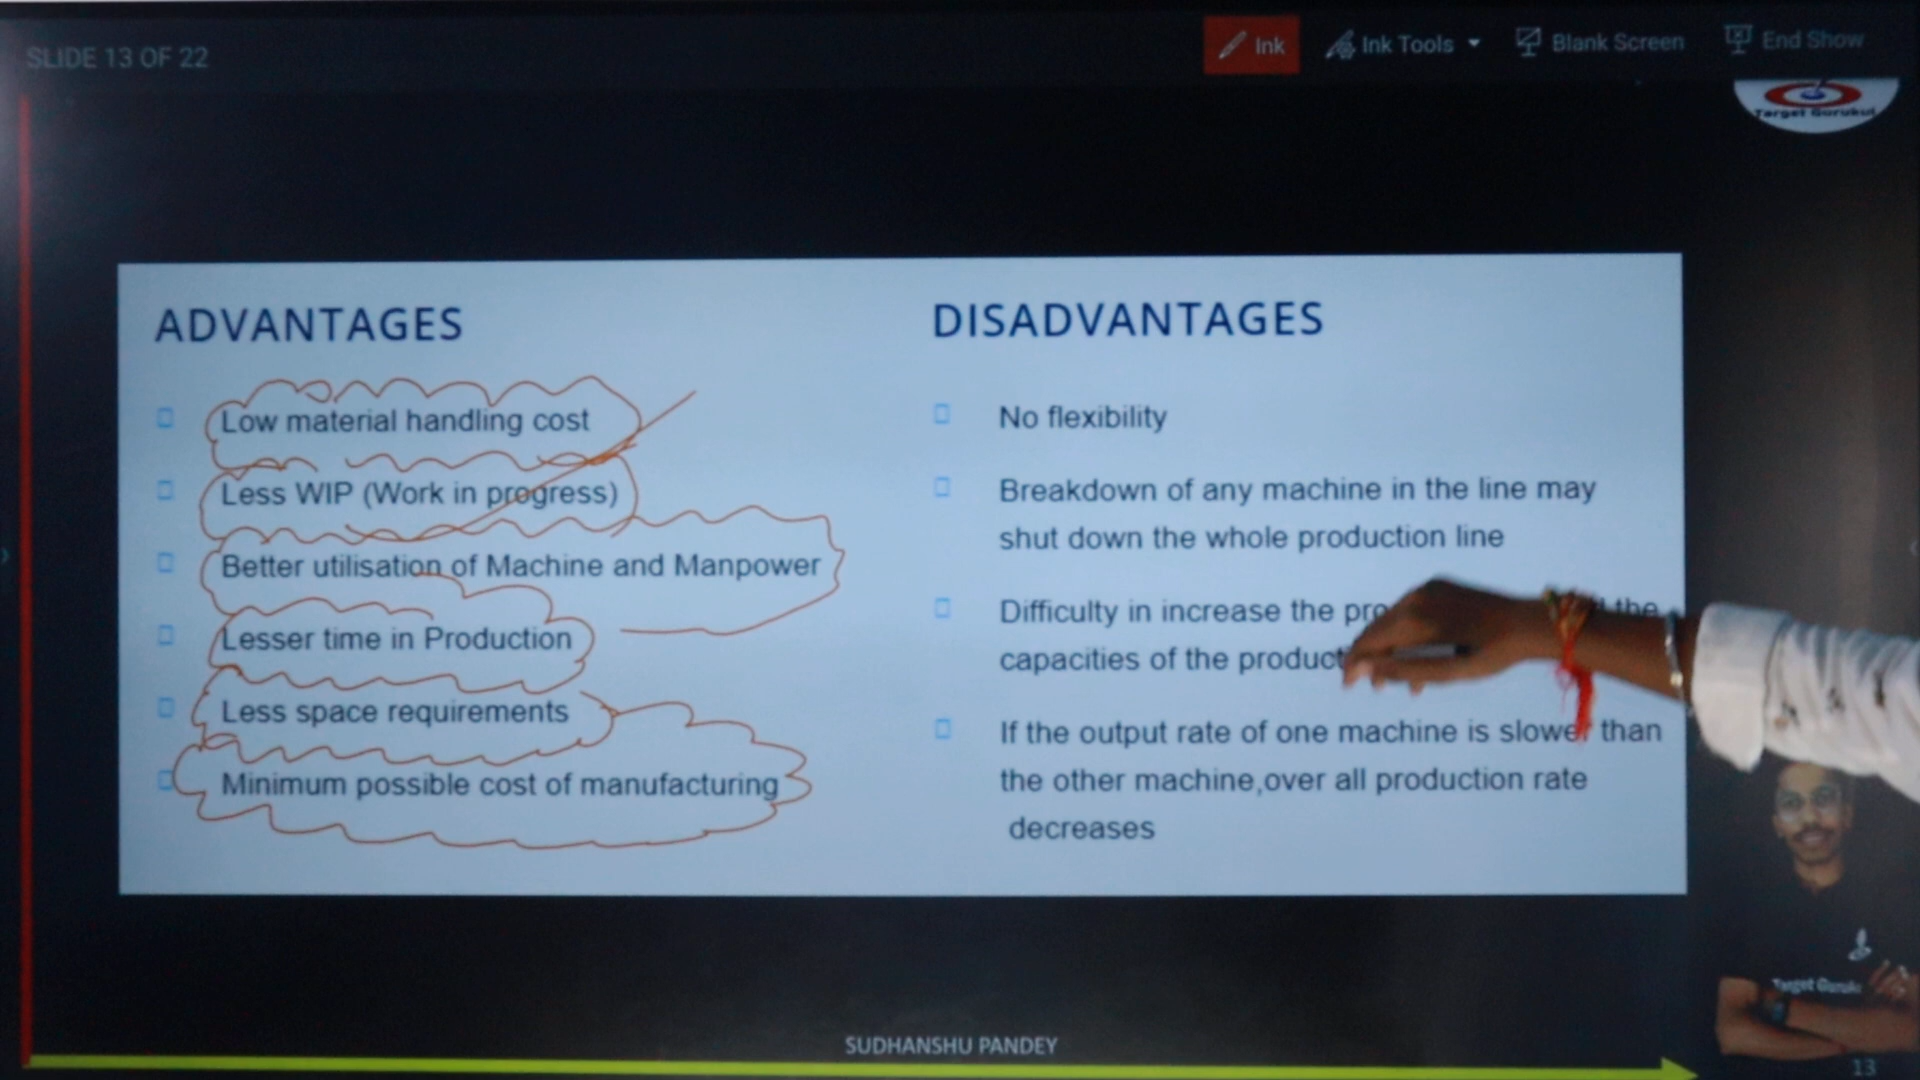 SLIDE 13 OF 22
Ink
Ink Tools
Blank Screen
End Show
Target Gurukul
ADVANTAGES
Low material handling cost
Less WIP (Work in progress)
Better utilisation of Machine and Manpower
Lesser time in Production
Less space requirements
Minimum possible cost of manufacturing
DISADVANTAGES
No flexibility
Breakdown of any machine in the line may
shut down the whole production line
Difficulty in increase the the
capacities of the
If the output rate of one machine is slower than
the other machine,over all production rate
decreases
Target
SUDHANSHU PANDEY
13